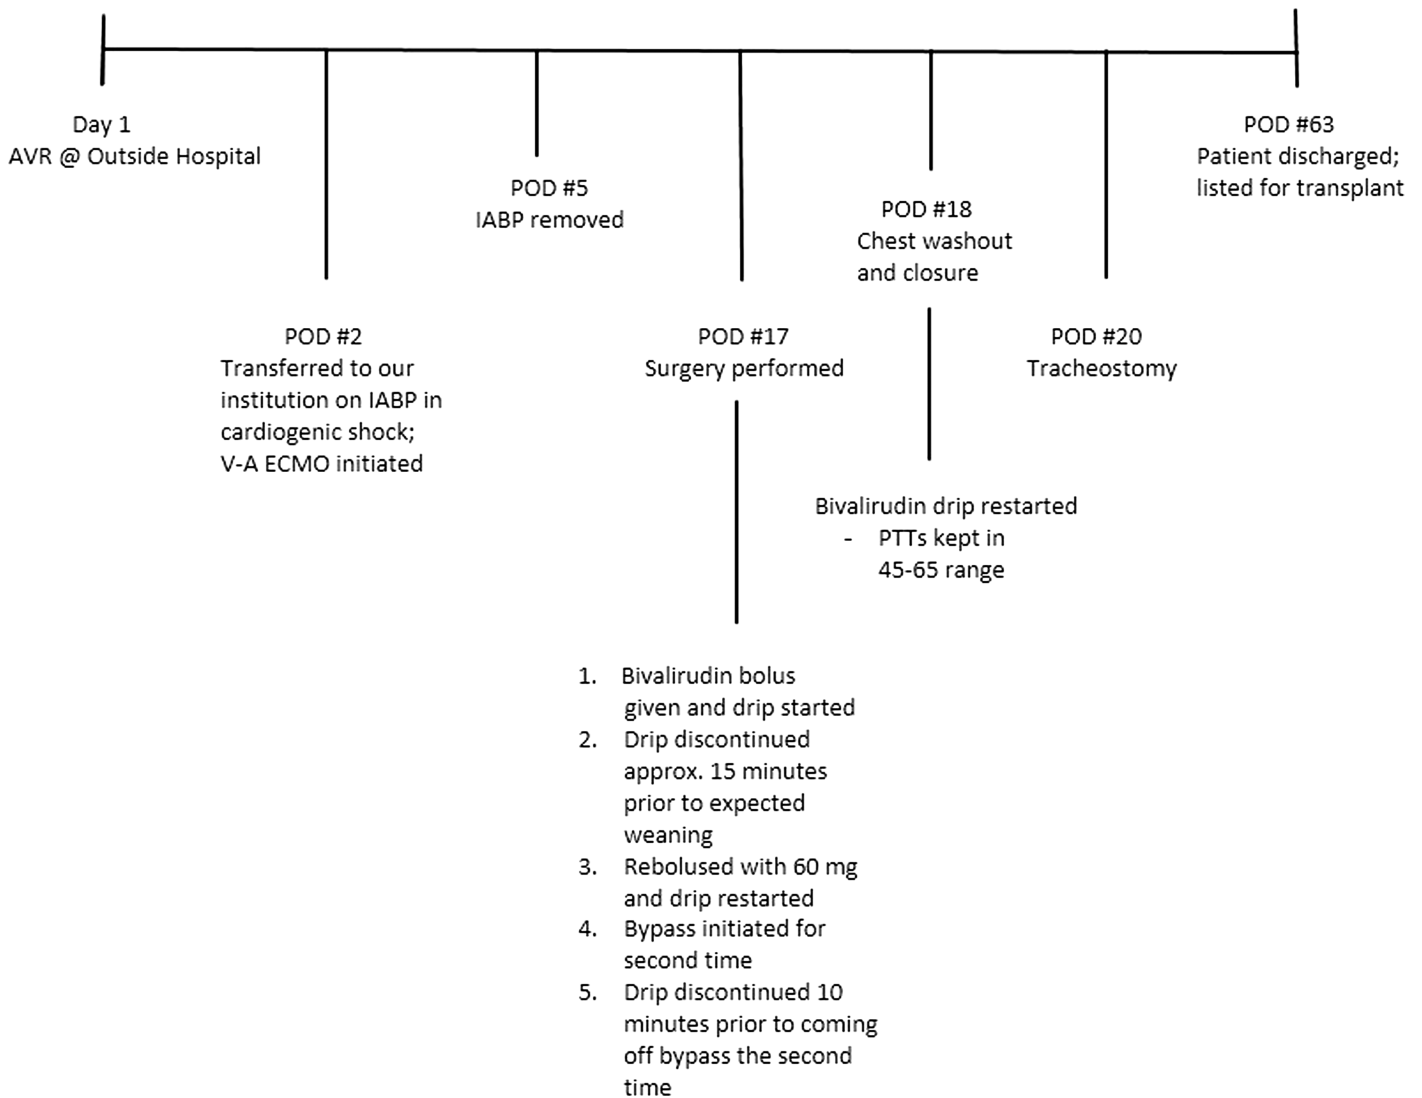 Day 1
AVR @ Outside Hospital
POD #2
Transferred to our
institution on IABP in
cardiogenic shock;
V-A ECMO initiated
POD #5
IABP removed
POD #17
Surgery performed
1. Bivalirudin bolus
given and drip started
2. Drip discontinued
approx. 15 minutes
prior to expected
weaning
3. Rebolused with 60 mg
and drip restarted
4. Bypass initiated for
second time
5. Drip discontinued 10
minutes prior to coming
off bypass the second
time
POD #18
Chest washout
and closure
Bivalirudin drip restarted
- PTTs kept in
45-65 range
POD #20
Tracheostomy
POD #63
Patient discharged;
listed for transplant